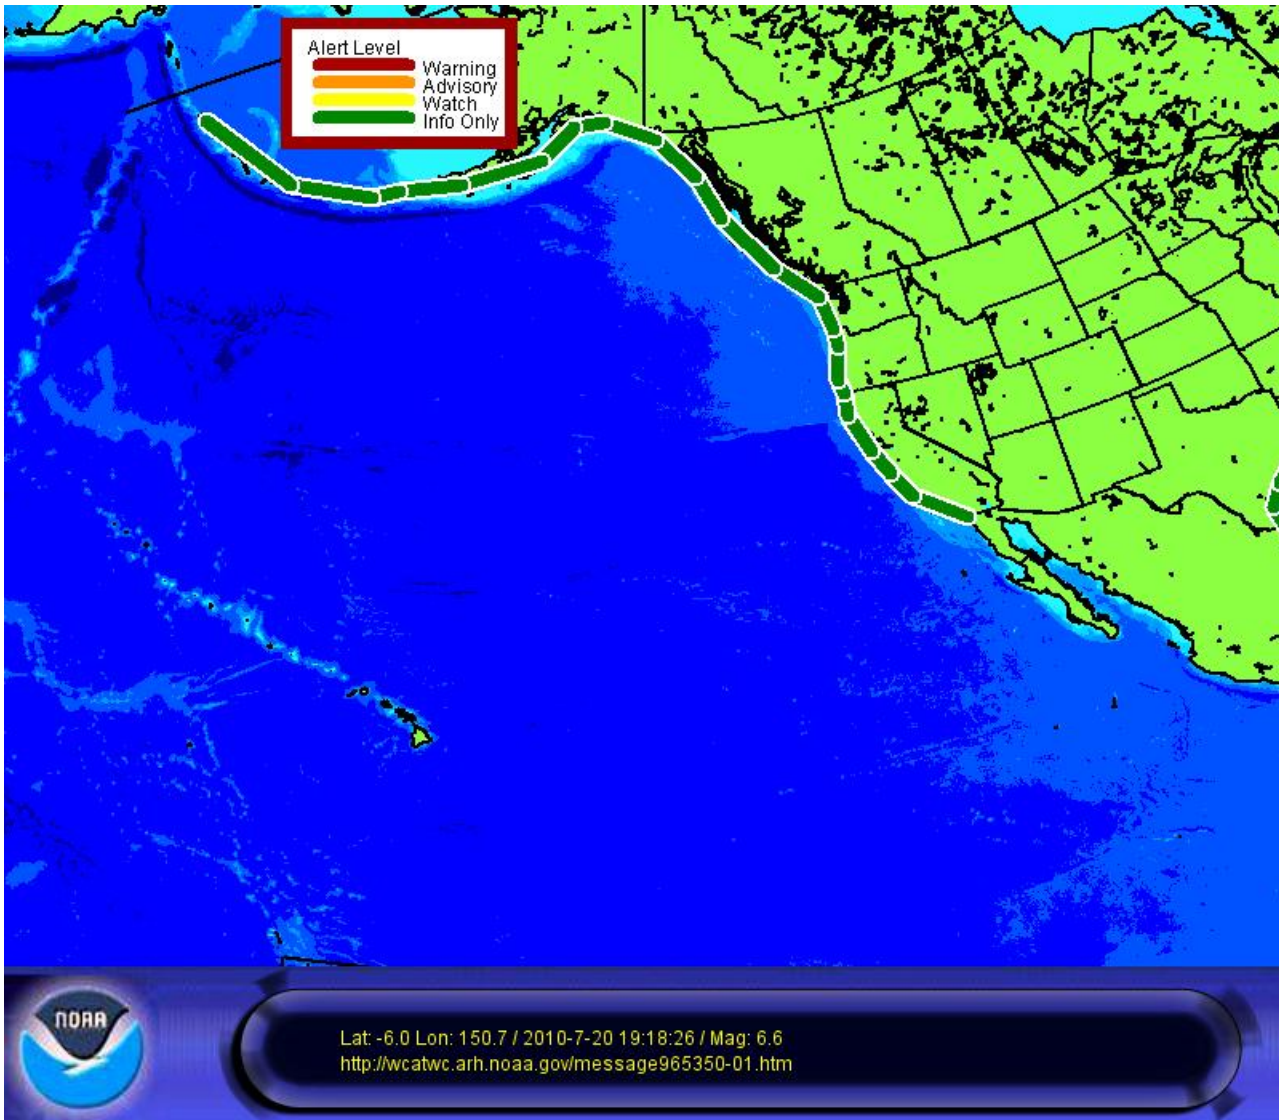 Alert Level
Warning
Advisory
Watch
Info Only
NOAA
Lat: -6.0 Lon: 150.7 / 2010-7-20 19:18:26 / Mag: 6.6
http://wcatwc.arh.noaa.gov/message965350-01.htm